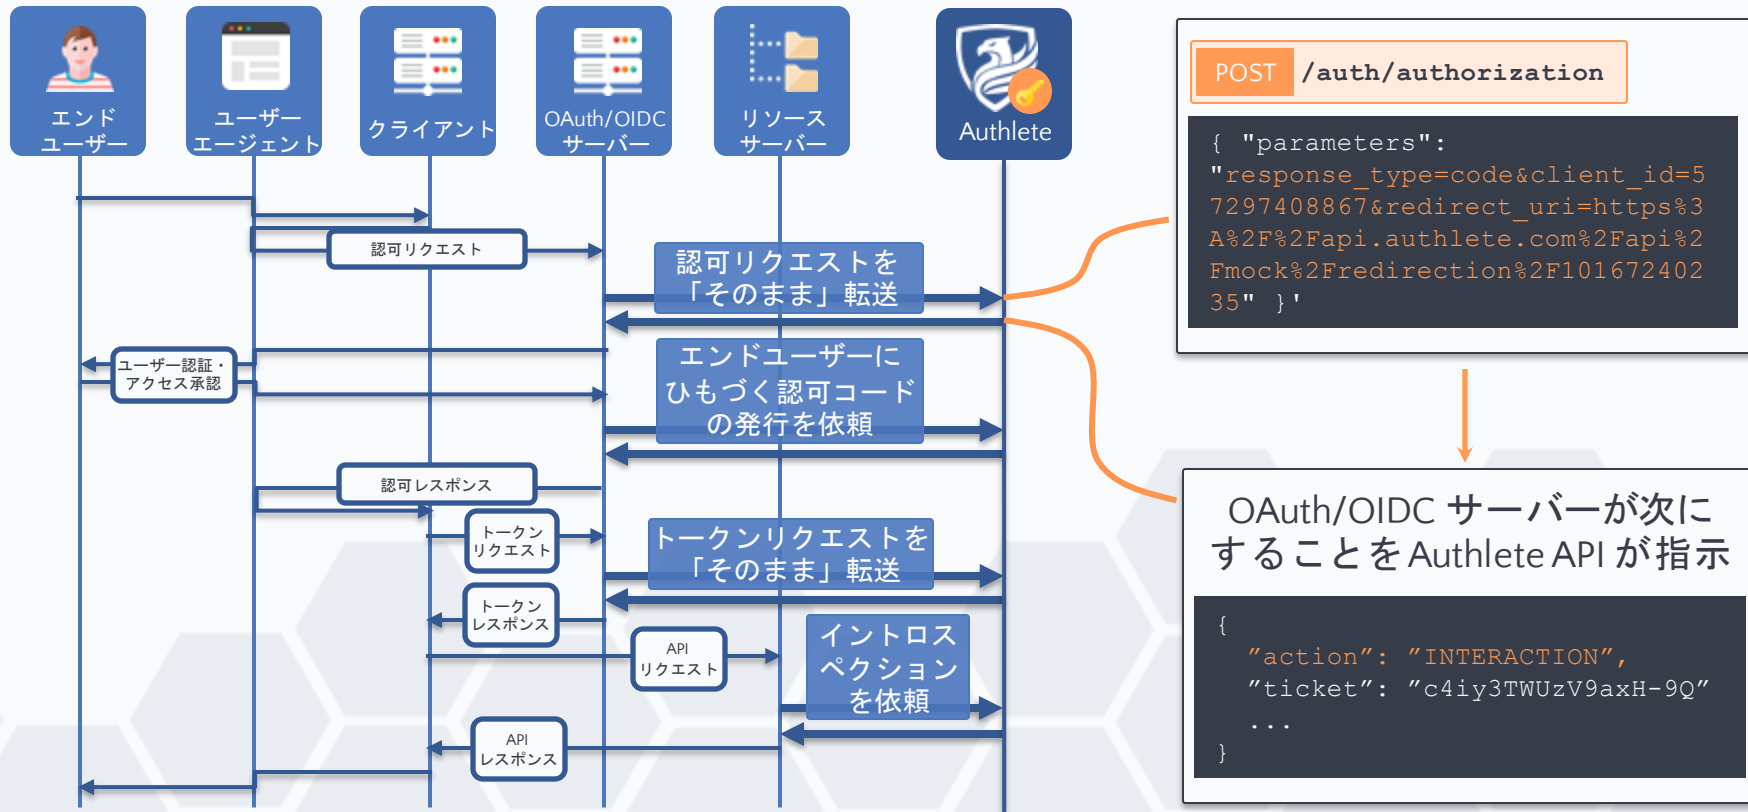 エンド
ユーザー
ユーザー
エージェント
クライアント
OAuth/OIDC
サーバー
リソース
サーバー
Authlete
認可リクエスト
認可リクエストを
「そのまま」転送
ユーザー認証・
アクセス承認
エンドユーザーに
ひもづく認可コード
の発行を依頼
認可レスポンス
トークン
リクエスト
トークンリクエストを
「そのまま」転送
トークン
レスポンス
API
リクエスト
イントロス
ペクション
を依頼
API
レスポンス
POST /auth/authorization
{ "parameters":
"response_type=code&client_id=5
7297408867&redirect_uri=https%3
A%2F%2Fapi.authlete.com%2Fapi%2
Fmock%2Fredirection%2F101672402
35" }'
OAuth/OIDC サーバーが次に
することを Authlete API が指示
{
”action”: ”INTERACTION”,
”ticket”: ”c4iy3TWUzV9axH-9Q”
...
}